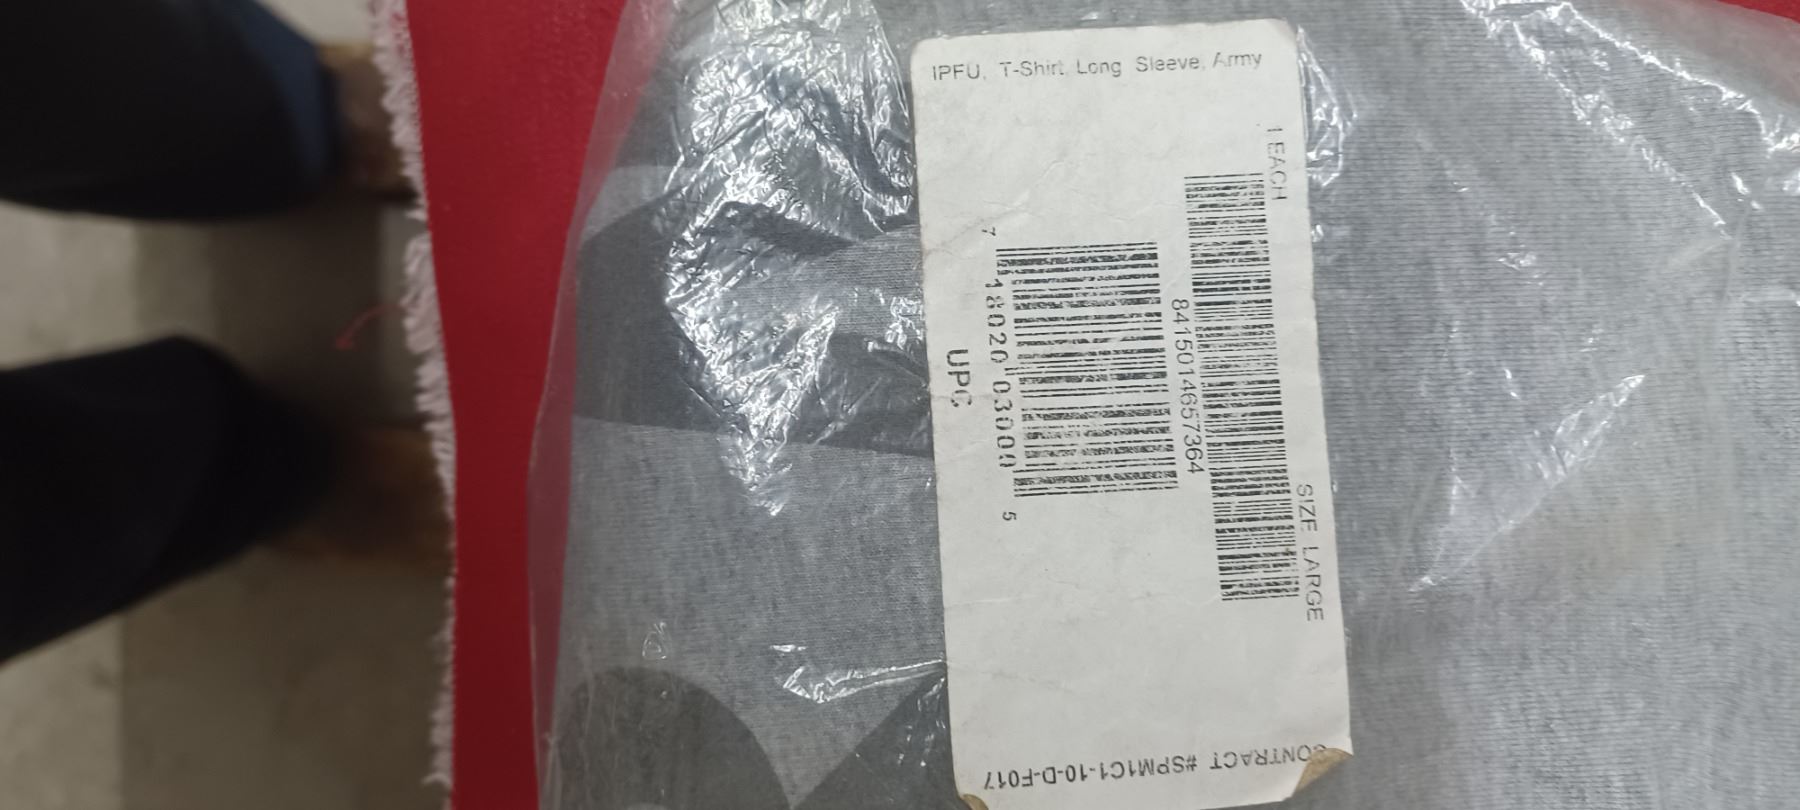 IPFU, T-Shirt, Long Sleeve, Army
1 EACH
SIZE LARGE
8415014657364
7 18020 03000 5
UPC
CONTRACT #SPM1C1-10-D-F017